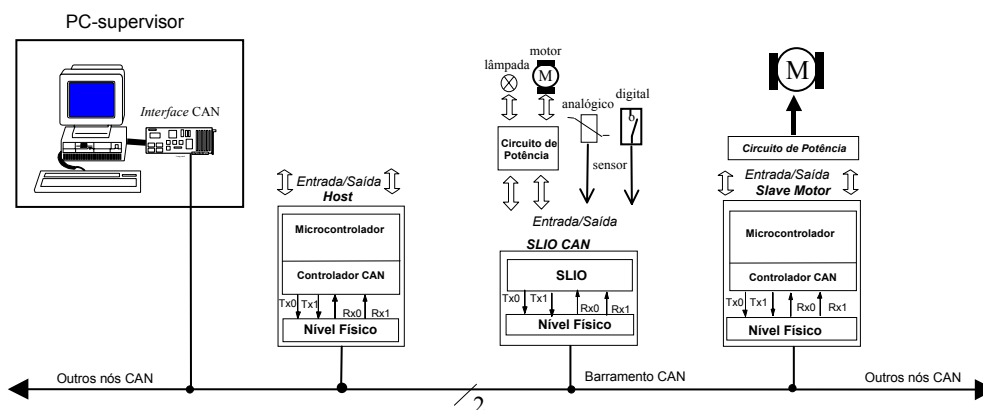 PC-supervisor
Interface CAN
Entrada/Saída
Host
Microcontrolador
Controlador CAN
Tx0 Tx1
Rx0 Rx1
Nível Físico
lâmpada
motor
M
analógico
digital
Circuito de
Potência
sensor
Entrada/Saída
SLIO CAN
SLIO
Tx0 Tx1
Rx0 Rx1
Nível Físico
M
Circuito de Potência
Entrada/Saída
Slave Motor
Microcontrolador
Controlador CAN
Tx0 Tx1
Rx0 Rx1
Nível Físico
Outros nós CAN
2
Barramento CAN
Outros nós CAN